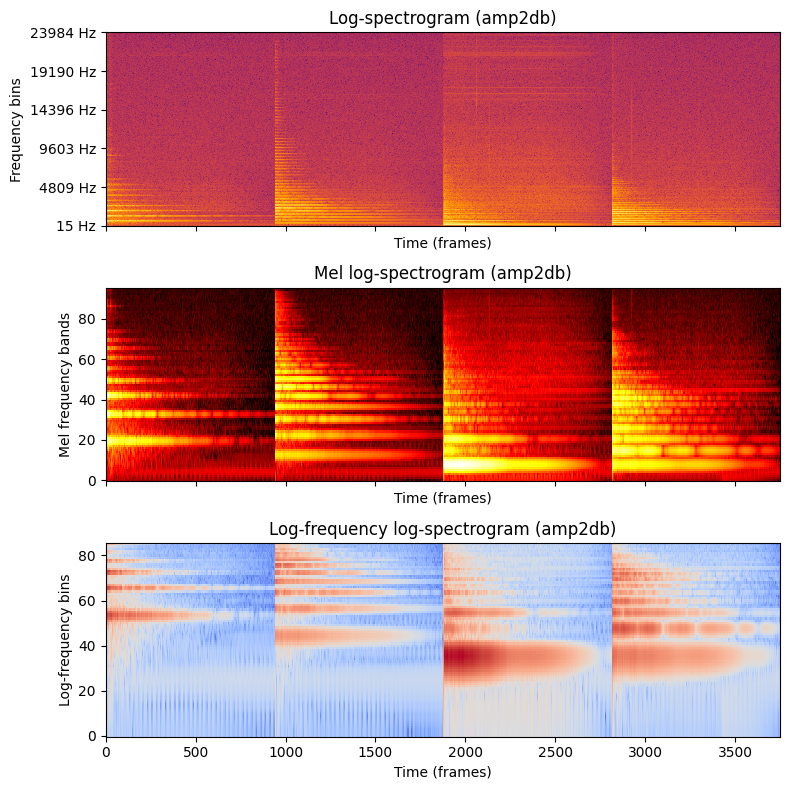 Log-spectrogram (amp2db)
23984 Hz
19190 Hz
14396 Hz
9603 Hz
4809 Hz
15 Hz
Frequency bins
Time (frames)
Mel log-spectrogram (amp2db)
80
60
40
20
0
Mel frequency bands
Time (frames)
Log-frequency log-spectrogram (amp2db)
80
60
40
20
0
Log-frequency bins
0 500 1000 1500 2000 2500 3000 3500
Time (frames)